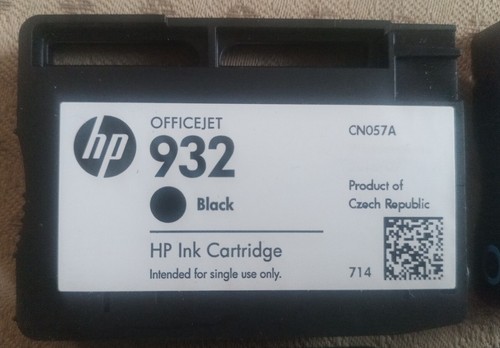 hp
OFFICEJET
932
Black
HP Ink Cartridge
Intended for single use only.
CN057A
Product of
Czech Republic
714